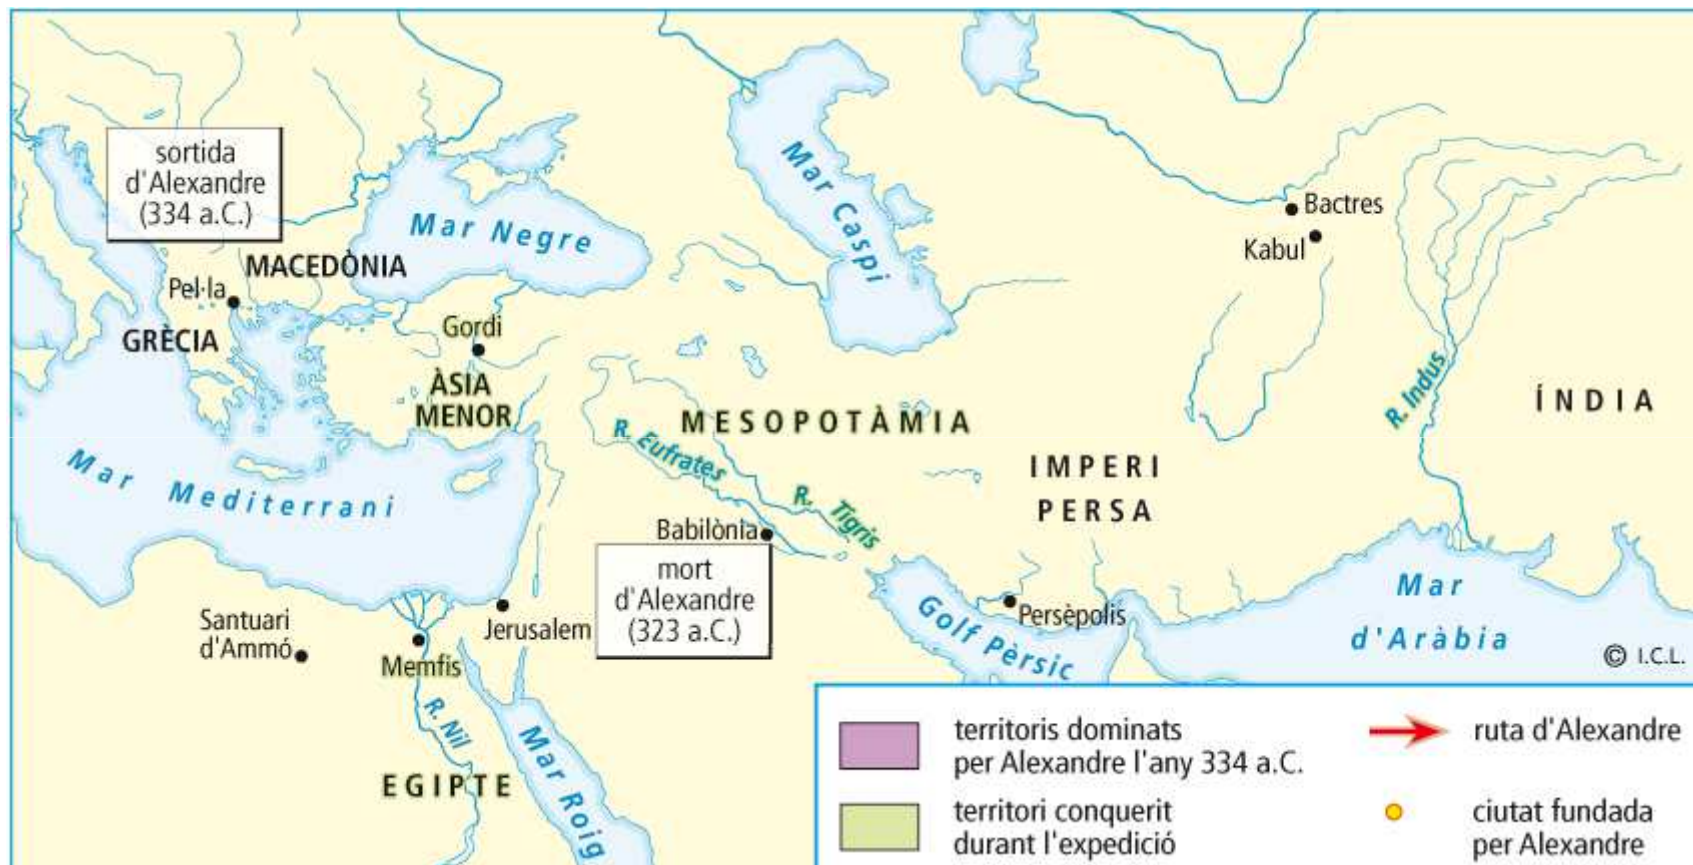 sortida
d'Alexandre
(334 a.C.)
Mar Negre
MACEDÒNIA
Pel·la
GRÈCIA
Gordi
ÀSIA
MENOR
Mar Caspi
Bactres
Kabul
R. Indus
ÍNDIA
MESOPOTÀMIA
R. Eufrates
R. Tigris
IMPERI
PERSA
Mar Mediterrani
Babilònia
mort
d'Alexandre
(323 a.C.)
Santuari
d'Ammó
Jerusalem
Memfis
R. Nil
EGIPTE
Mar Roig
Golf Pèrsic
Persèpolis
Mar
d'Aràbia
© I.C.L.
territoris dominats
per Alexandre l'any 334 a.C.
territori conquerit
durant l'expedició
ruta d'Alexandre
ciutat fundada
per Alexandre